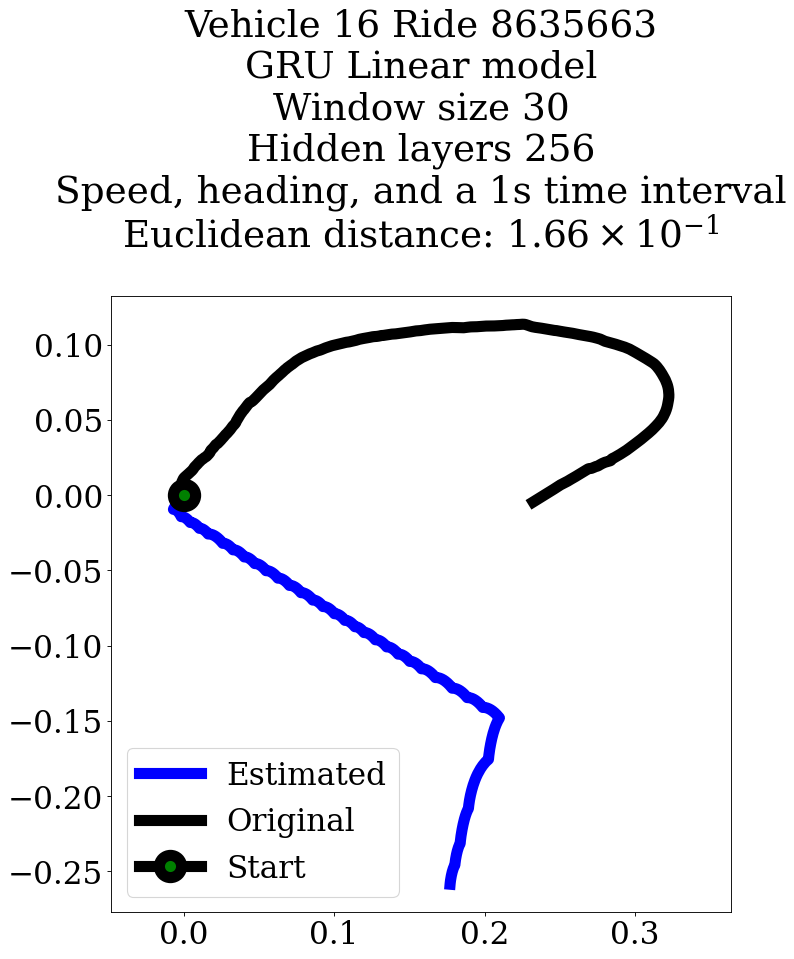 Vehicle 16 Ride 8635663
GRU Linear model
Window size 30
Hidden layers 256
Speed, heading, and a 1s time interval
Euclidean distance: 1.66 × 10⁻¹
0.10
0.05
0.00
−0.05
−0.10
−0.15
−0.20
−0.25
Estimated
Original
Start
0.0 0.1 0.2 0.3